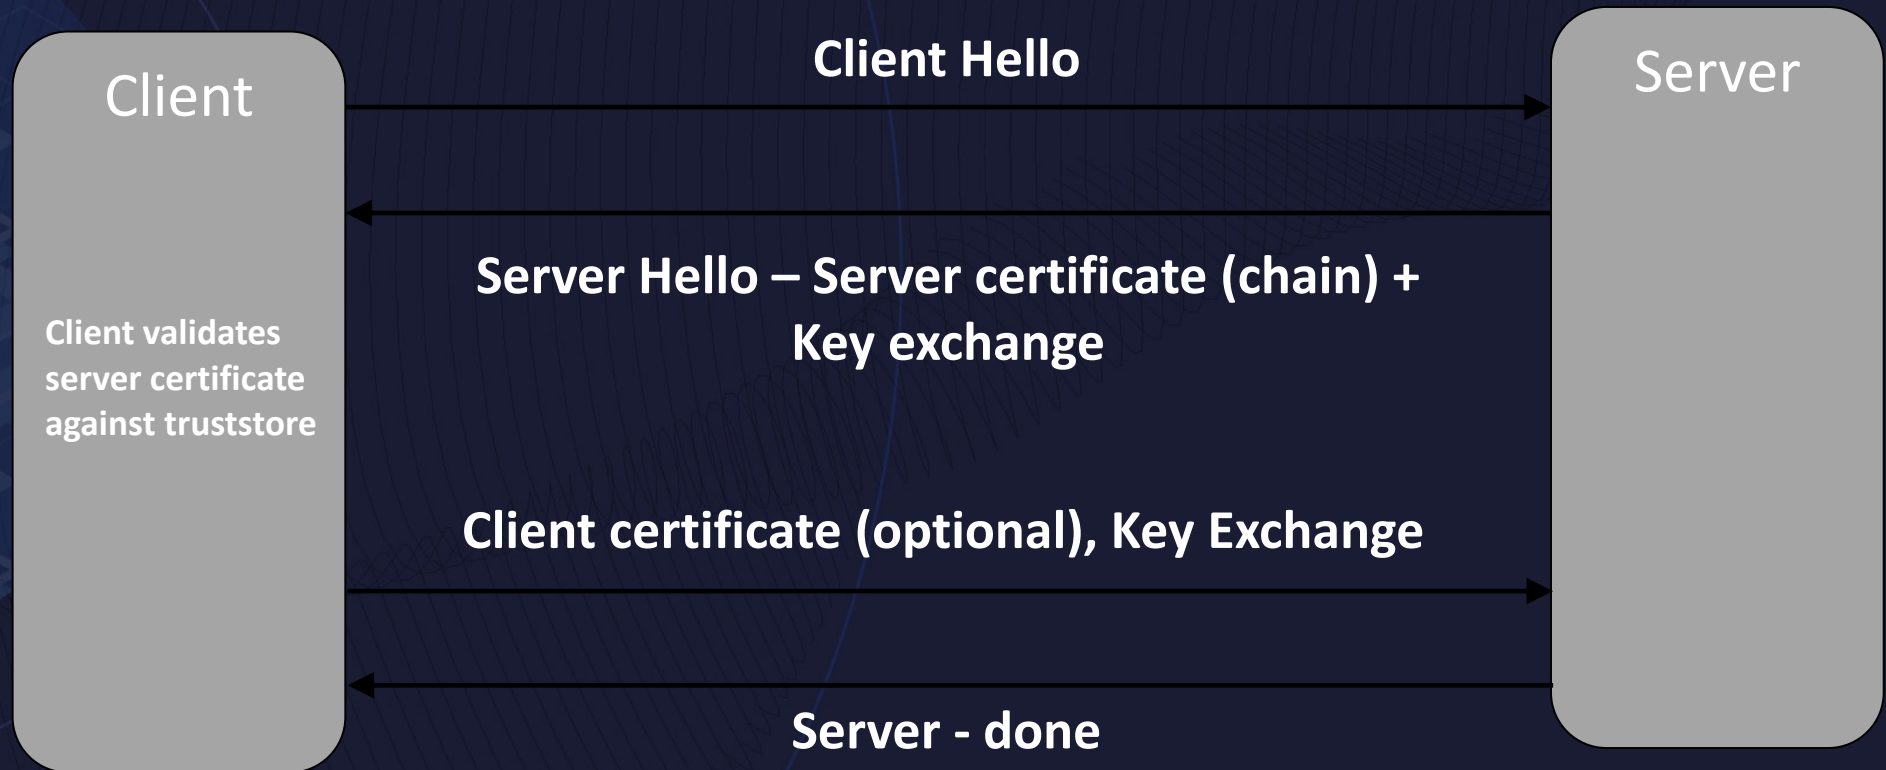 Client
Client Hello
Server
Server Hello – Server certificate (chain) +
Key exchange
Client validates
server certificate
against truststore
Client certificate (optional), Key Exchange
Server - done